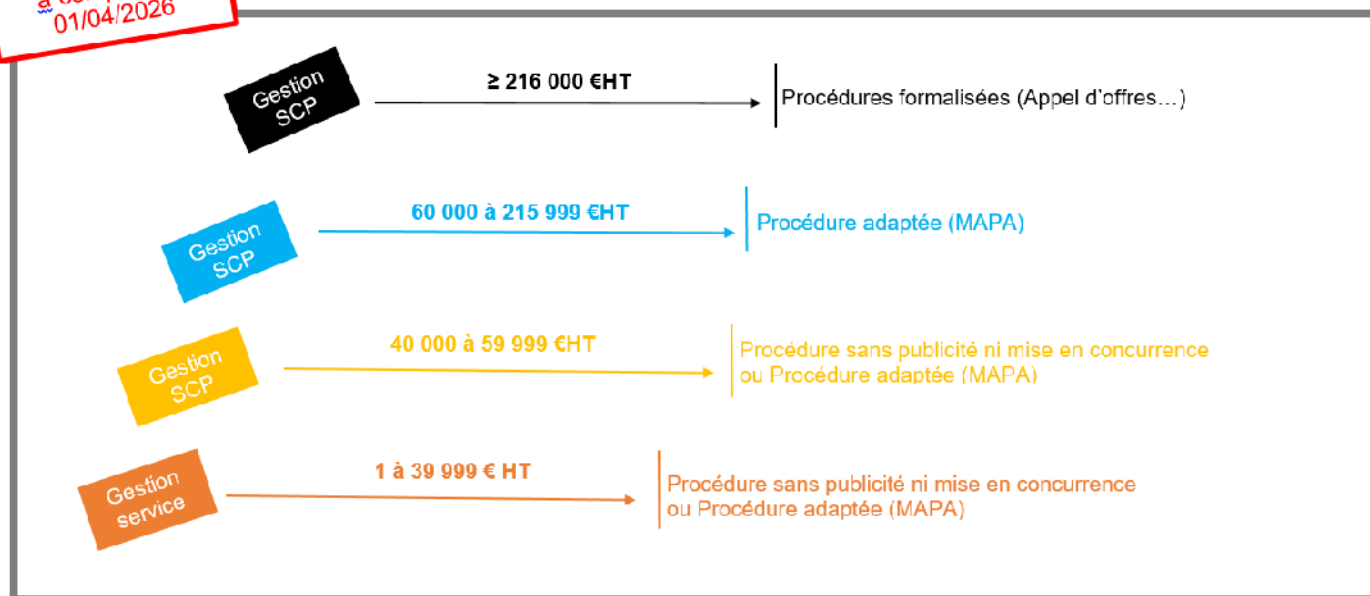 à
01/04/2026
Gestion
SCP
≥ 216 000 €HT
Procédures formalisées (Appel d'offres…)
Gestion
SCP
60 000 à 215 999 €HT
Procédure adaptée (MAPA)
Gestion
SCP
40 000 à 59 999 €HT
Procédure sans publicité ni mise en concurrence
ou Procédure adaptée (MAPA)
Gestion
service
1 à 39 999 € HT
Procédure sans publicité ni mise en concurrence
ou Procédure adaptée (MAPA)